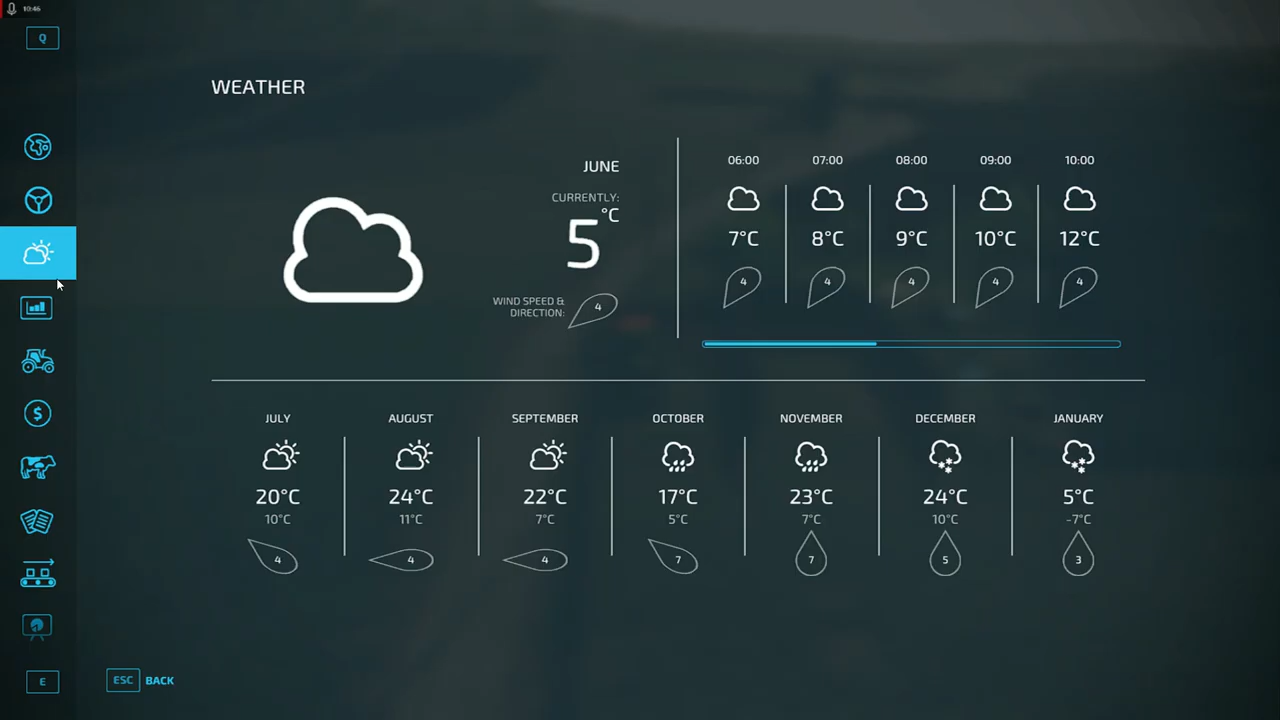 10:46
Q
WEATHER
JUNE
CURRENTLY:
5°C
WIND SPEED &
DIRECTION:
4
06:00 07:00 08:00 09:00 10:00
7°C 8°C 9°C 10°C 12°C
4 4 4 4 4
JULY AUGUST SEPTEMBER OCTOBER NOVEMBER DECEMBER JANUARY
20°C 24°C 22°C 17°C 23°C 24°C 5°C
10°C 11°C 7°C 5°C 7°C 10°C -7°C
4 4 4 7 7 5 3
E
ESC BACK